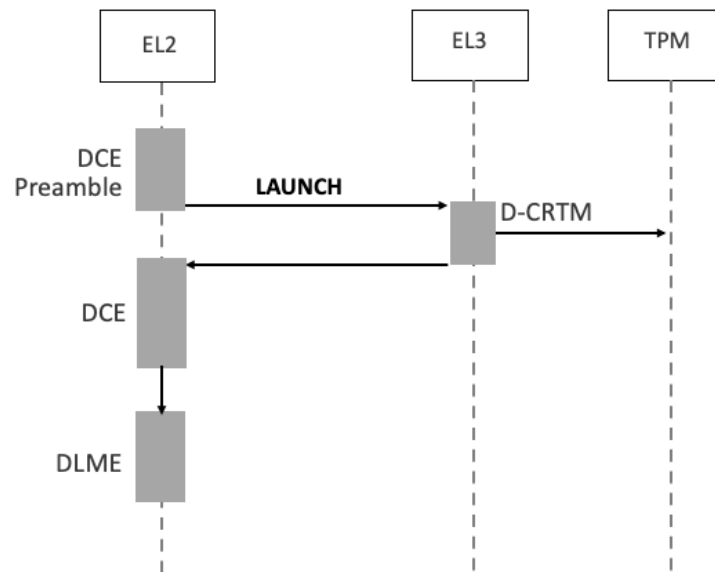 EL2
EL3
TPM
DCE
Preamble
LAUNCH
D-CRTM
DCE
DLME